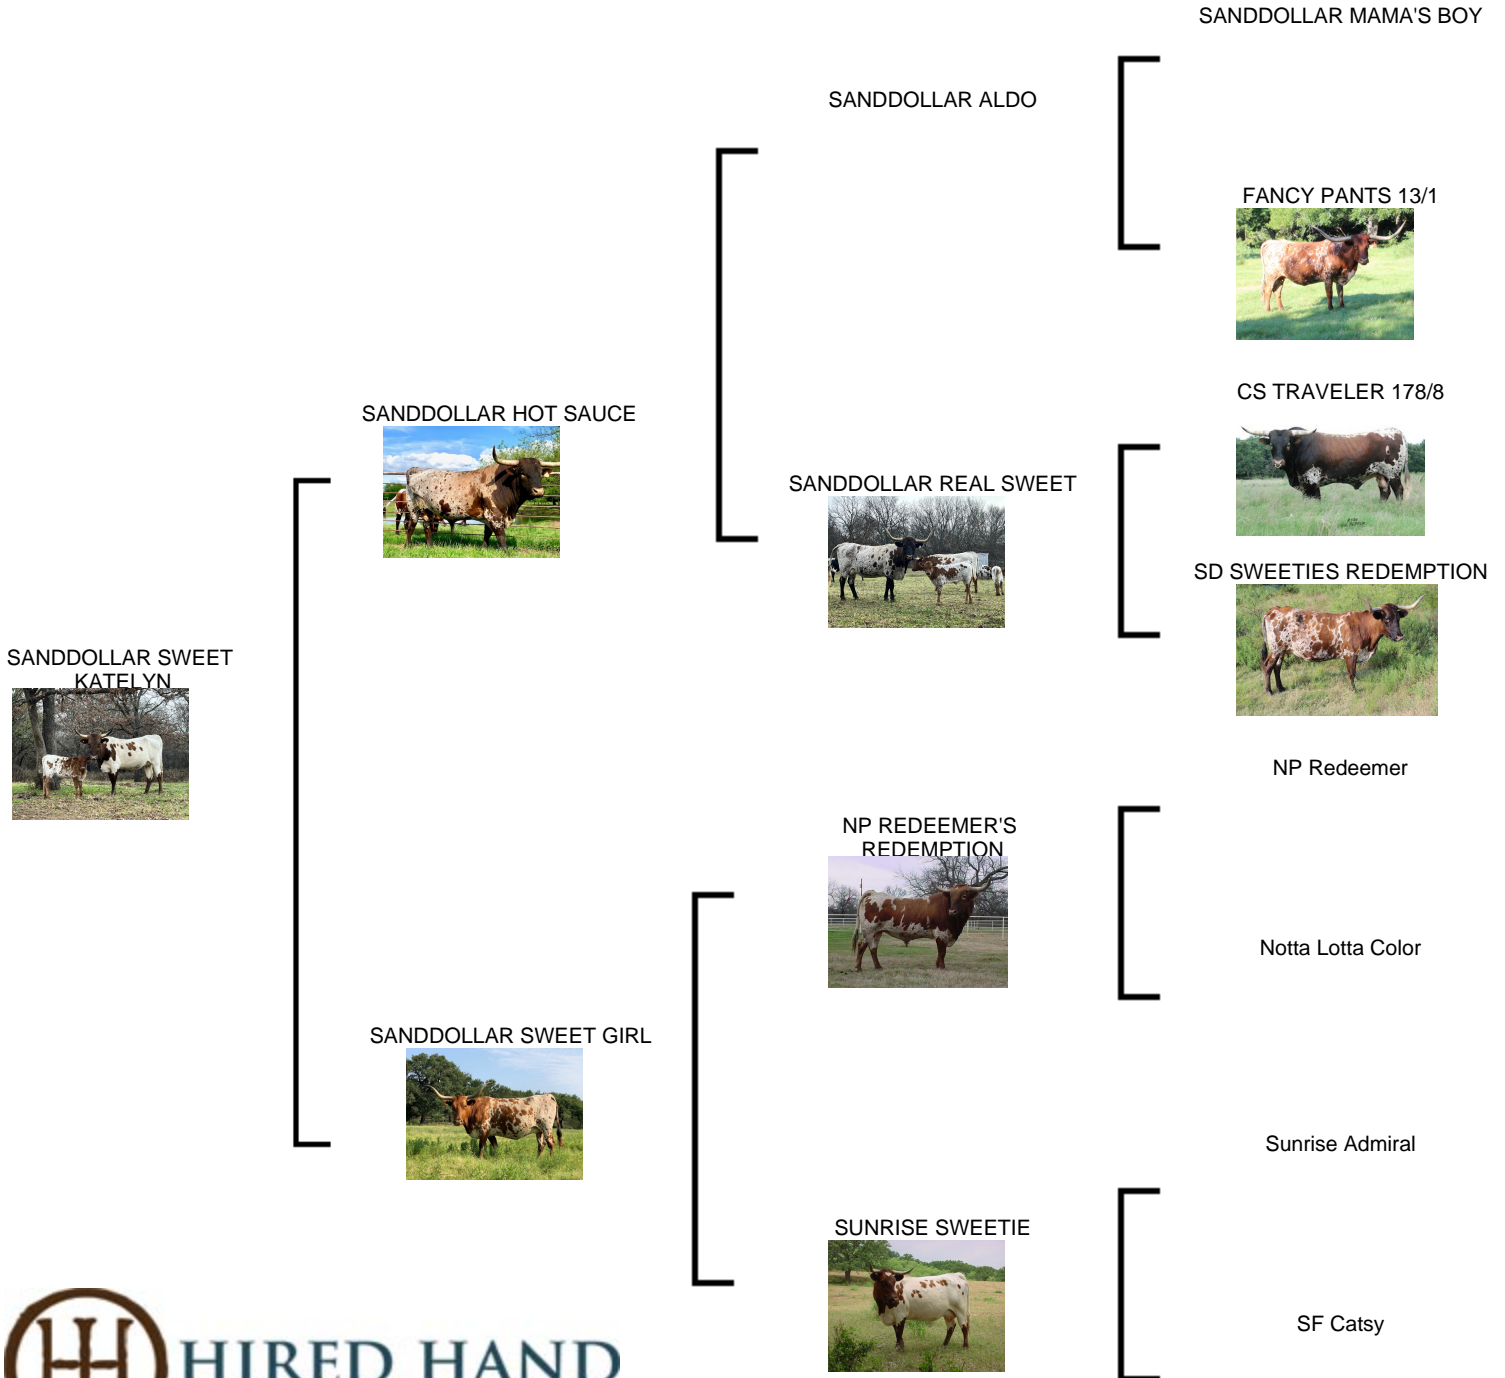 SANDDOLLAR MAMA'S BOY
SANDDOLLAR ALDO
FANCY PANTS 13/1
CS TRAVELER 178/8
SANDDOLLAR HOT SAUCE
SANDDOLLAR REAL SWEET
SD SWEETIES REDEMPTION
SANDDOLLAR SWEET
KATELYN
NP Redeemer
NP REDEEMER'S
REDEMPTION
Notta Lotta Color
SANDDOLLAR SWEET GIRL
Sunrise Admiral
SUNRISE SWEETIE
SF Catsy
HIRED HAND